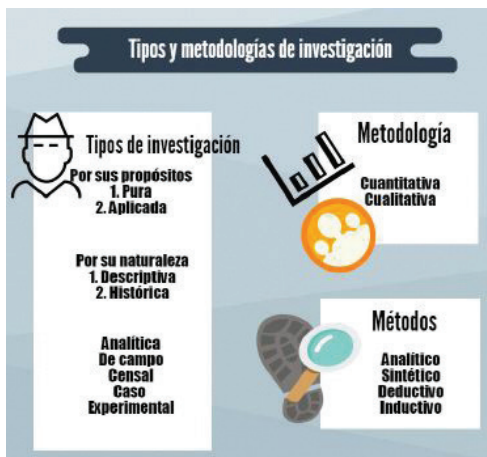 Tipos y metodologías de investigación
Tipos de investigación
Por sus propósitos
1. Pura
2. Aplicada
Por su naturaleza
1. Descriptiva
2. Histórica
Analítica
De campo
Censal
Caso
Experimental
Metodología
Cuantitativa
Cualitativa
Métodos
Analítico
Sintético
Deductivo
Inductivo